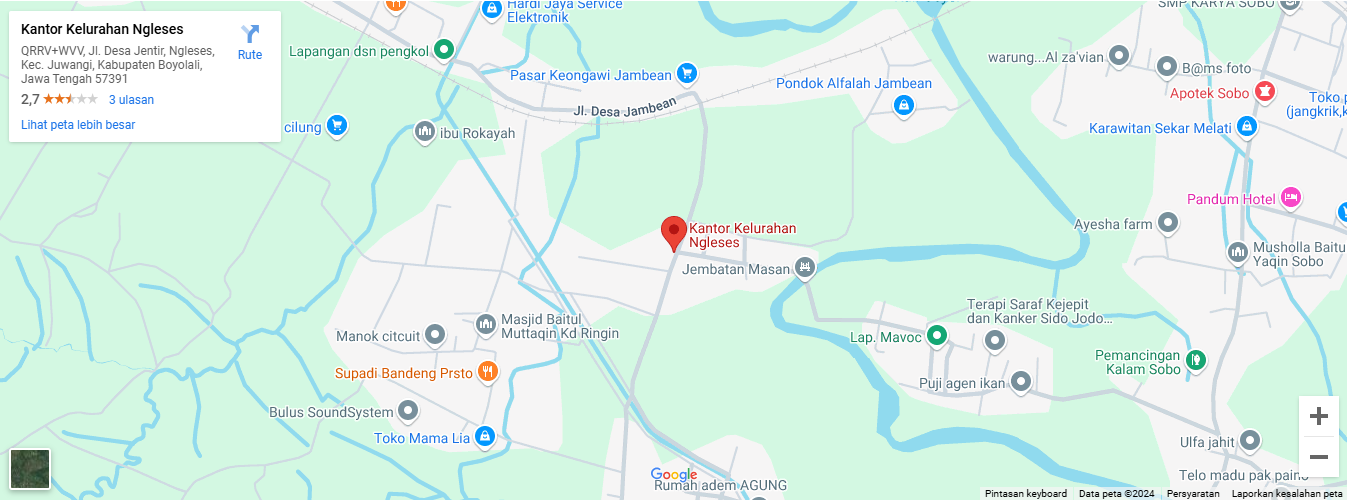 Kantor Kelurahan Ngleses
QRRV+WVV, Jl. Desa Jentir, Ngleses,
Kec. Juwangi, Kabupaten Boyolali,
Jawa Tengah 57391
2,7
3 ulasan
Lihat peta lebih besar
Rute
Hardi Jaya Service
Elektronik
Lapangan dsn pengkol
Pasar Keongawi Jambean
Jl. Desa Jambean
Pondok Alfalah Jambean
SMP KARYA SOBO
warung...Al za'vian
B@ms foto
Apotek Sobo
Toko
(jangkrik,k
Karawitan Sekar Melati
cilung
ibu Rokayah
Pandum Hotel
Ayesha farm
Musholla Baitu
Yaqin Sobo
Kantor Kelurahan
Ngleses
Jembatan Masan
Terapi Saraf Kejepit
dan Kanker Sido Jodo...
Lap. Mavoc
Masjid Baitul
Muttaqin Kd Ringin
Manok citcuit
Supadi Bandeng Prsto
Pemancingan
Kalam Sobo
Puji agen ikan
Bulus SoundSystem
Toko Mama Lia
Ulfa jahit
Telo madu pak paino
Google
Rumah adem AGUNG
Pintasan keyboard
Data peta ©2024
Persyaratan
Laporkan kesalahan peta